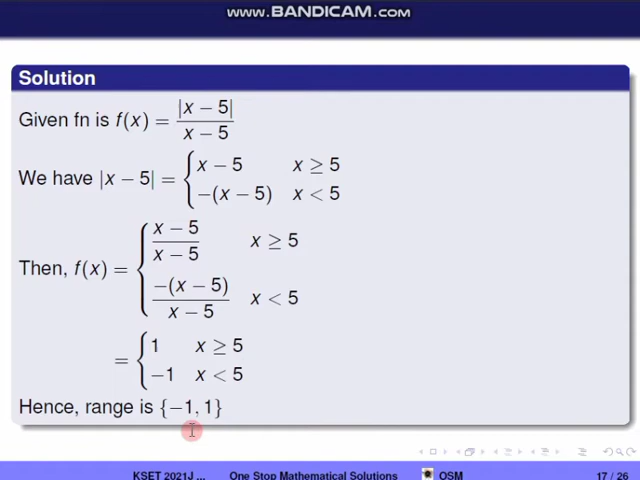 www.BANDICAM.com
Solution
Given fn is f(x) = |x − 5| / x − 5
We have |x − 5| = { x − 5 x ≥ 5
−(x − 5) x < 5
Then, f(x) = { x − 5 / x − 5 x ≥ 5
−(x − 5) / x − 5 x < 5
= { 1 x ≥ 5
−1 x < 5
Hence, range is {−1, 1}
KSET 2021J ... One Stop Mathematical Solutions OSM 17 / 26